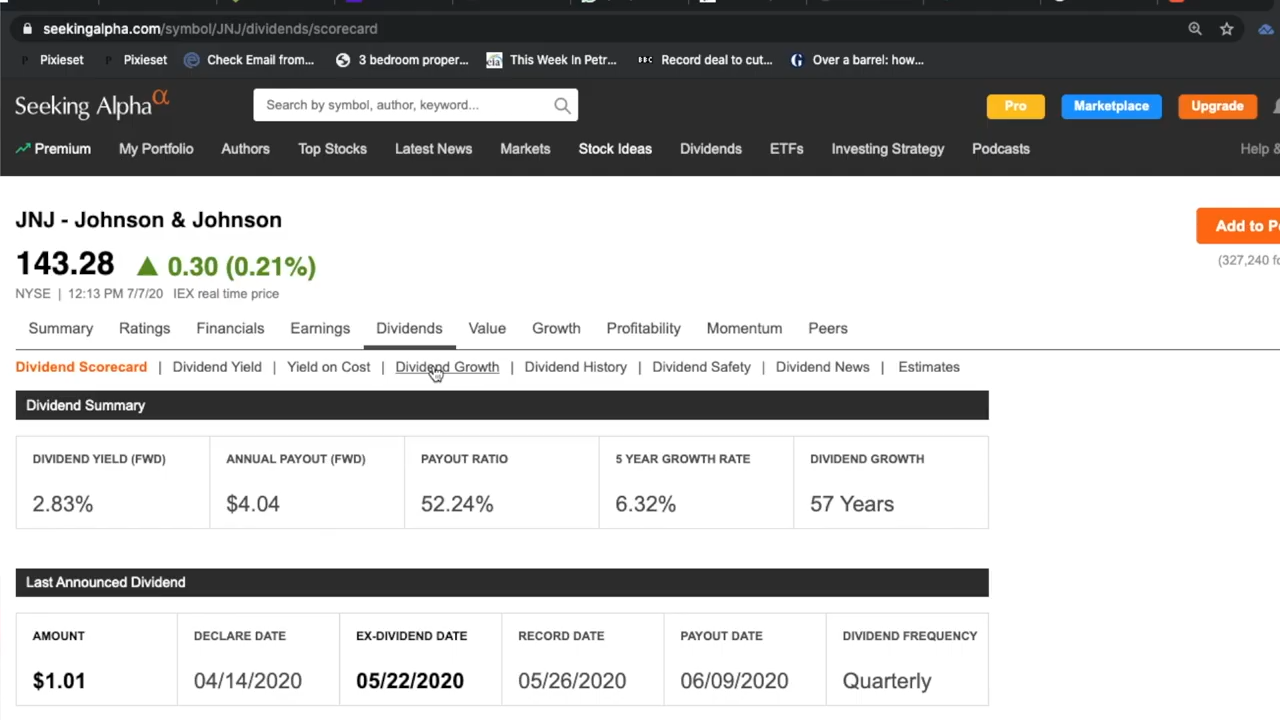 seekingalpha.com/symbol/JNJ/dividends/scorecard
Pixieset Pixieset Check Email from... 3 bedroom proper... cia This Week In Petr... BBC Record deal to cut... G Over a barrel: how...
Seeking Alpha α Search by symbol, author, keyword... Pro Marketplace Upgrade
Premium My Portfolio Authors Top Stocks Latest News Markets Stock Ideas Dividends ETFs Investing Strategy Podcasts Help &
JNJ - Johnson & Johnson
Add to P
143.28 ▲ 0.30 (0.21%)
(327,240 fo
NYSE | 12:13 PM 7/7/20 IEX real time price
Summary Ratings Financials Earnings Dividends Value Growth Profitability Momentum Peers
Dividend Scorecard | Dividend Yield | Yield on Cost | Dividend Growth | Dividend History | Dividend Safety | Dividend News | Estimates
Dividend Summary
DIVIDEND YIELD (FWD) ANNUAL PAYOUT (FWD) PAYOUT RATIO 5 YEAR GROWTH RATE DIVIDEND GROWTH
2.83% $4.04 52.24% 6.32% 57 Years
Last Announced Dividend
AMOUNT DECLARE DATE EX-DIVIDEND DATE RECORD DATE PAYOUT DATE DIVIDEND FREQUENCY
$1.01 04/14/2020 05/22/2020 05/26/2020 06/09/2020 Quarterly